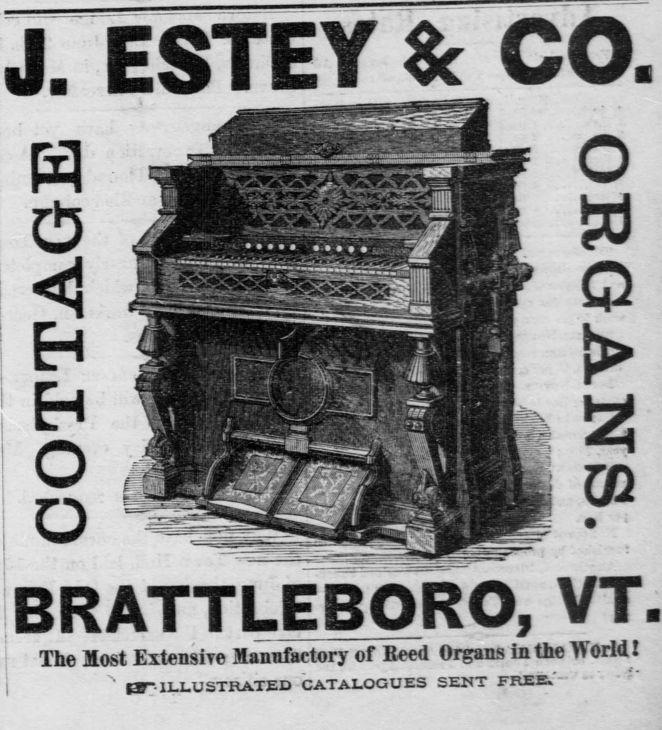 J. ESTEY & CO.
COTTAGE
ORGANS.
BRATTLEBORO, VT.
The Most Extensive Manufactory of Reed Organs in the World!
☞ ILLUSTRATED CATALOGUES SENT FREE.